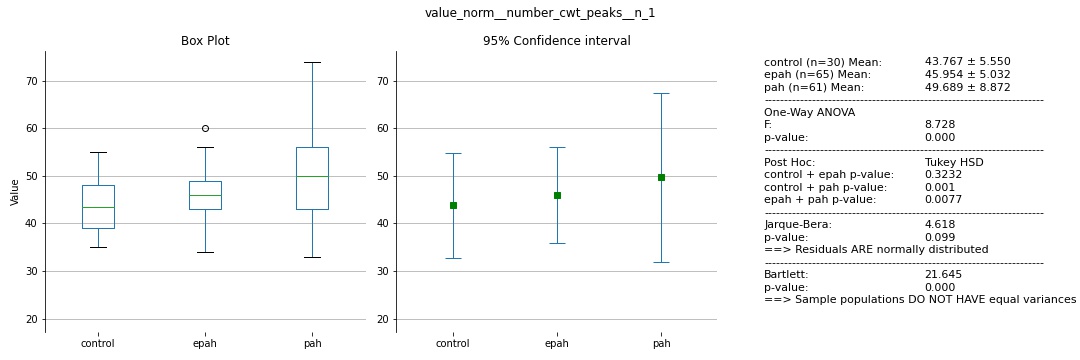 value_norm__number_cwt_peaks__n_1
Box Plot
Value
70
60
50
40
30
20
control epah pah
95% Confidence interval
70
60
50
40
30
20
control epah pah
control (n=30) Mean: 43.767 ± 5.550
epah (n=65) Mean: 45.954 ± 5.032
pah (n=61) Mean: 49.689 ± 8.872
One-Way ANOVA
F: 8.728
p-value: 0.000
Post Hoc: Tukey HSD
control + epah p-value: 0.3232
control + pah p-value: 0.001
epah + pah p-value: 0.0077
Jarque-Bera: 4.618
p-value: 0.099
==> Residuals ARE normally distributed
Bartlett: 21.645
p-value: 0.000
==> Sample populations DO NOT HAVE equal variances